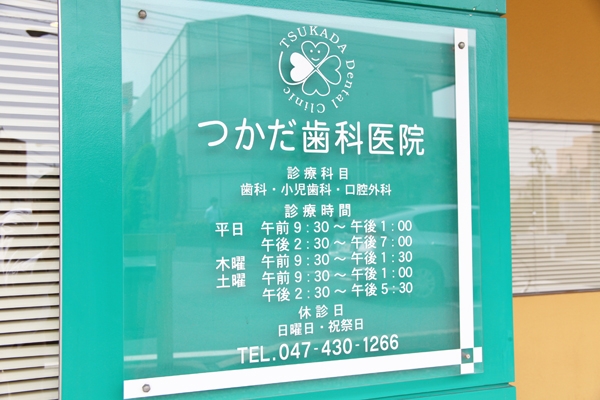 TSUKADA Dental Clinic
つかだ歯科医院
診療科目
歯科・小児歯科・口腔外科
診療時間
平日 午前9:30～午後1:00
午後2:30～午後7:00
木曜 午前9:30～午後1:30
土曜 午前9:30～午後1:00
午後2:30～午後5:30
休診日
日曜日・祝祭日
TEL.047-430-1266